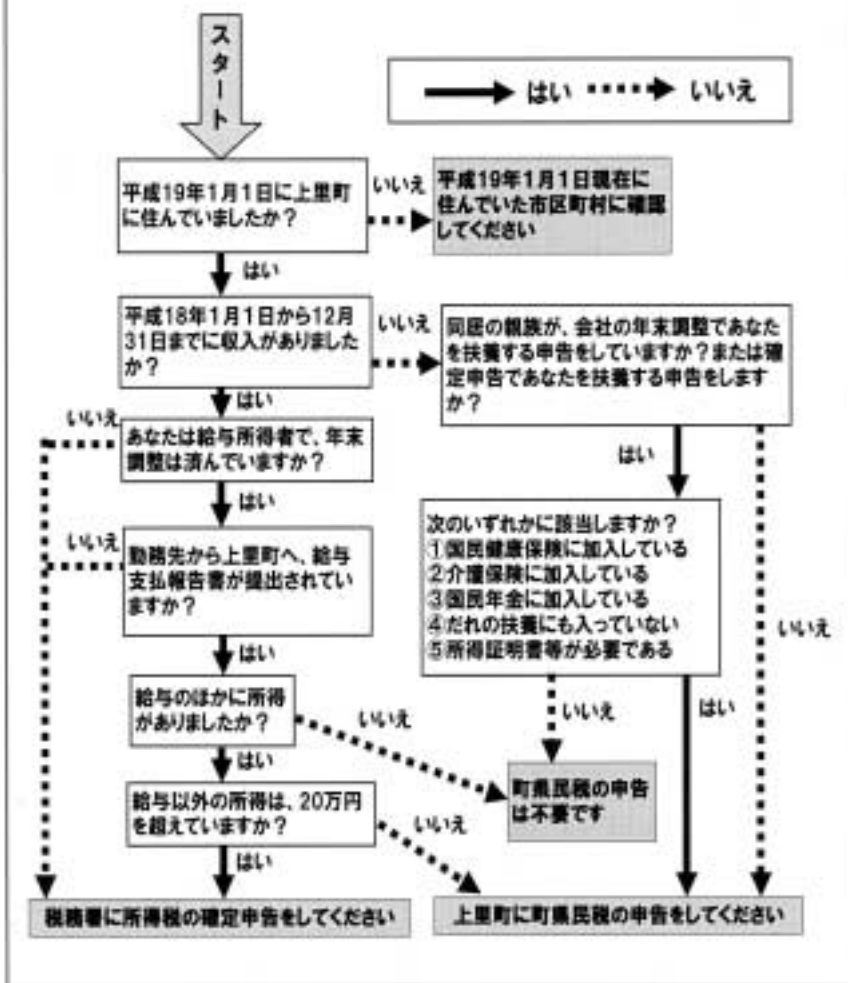 スタート
はい
いいえ
平成19年1月1日に上里町
に住んでいましたか？
いいえ
平成19年1月1日現在に
住んでいた市区町村に確認
してください
はい
平成18年1月1日から12月
31日までに収入がありました
か？
いいえ
同居の親族が、会社の年末調整であなた
を扶養する申告をしていますか？または確
定申告であなたを扶養する申告をします
か？
はい
いいえ
あなたは給与所得者で、年末
調整は済んでいますか？
はい
はい
いいえ
勤務先から上里町へ、給与
支払報告書が提出されてい
ますか？
次のいずれかに該当しますか？
①国民健康保険に加入している
②介護保険に加入している
③国民年金に加入している
④だれの扶養にも入っていない
⑤所得証明書等が必要である
いいえ
はい
給与のほかに所得
がありましたか？
いいえ
いいえ
はい
はい
給与以外の所得は、20万円
を超えていますか？
いいえ
町県民税の申告
は不要です
はい
税務署に所得税の確定申告をしてください
上里町に町県民税の申告をしてください